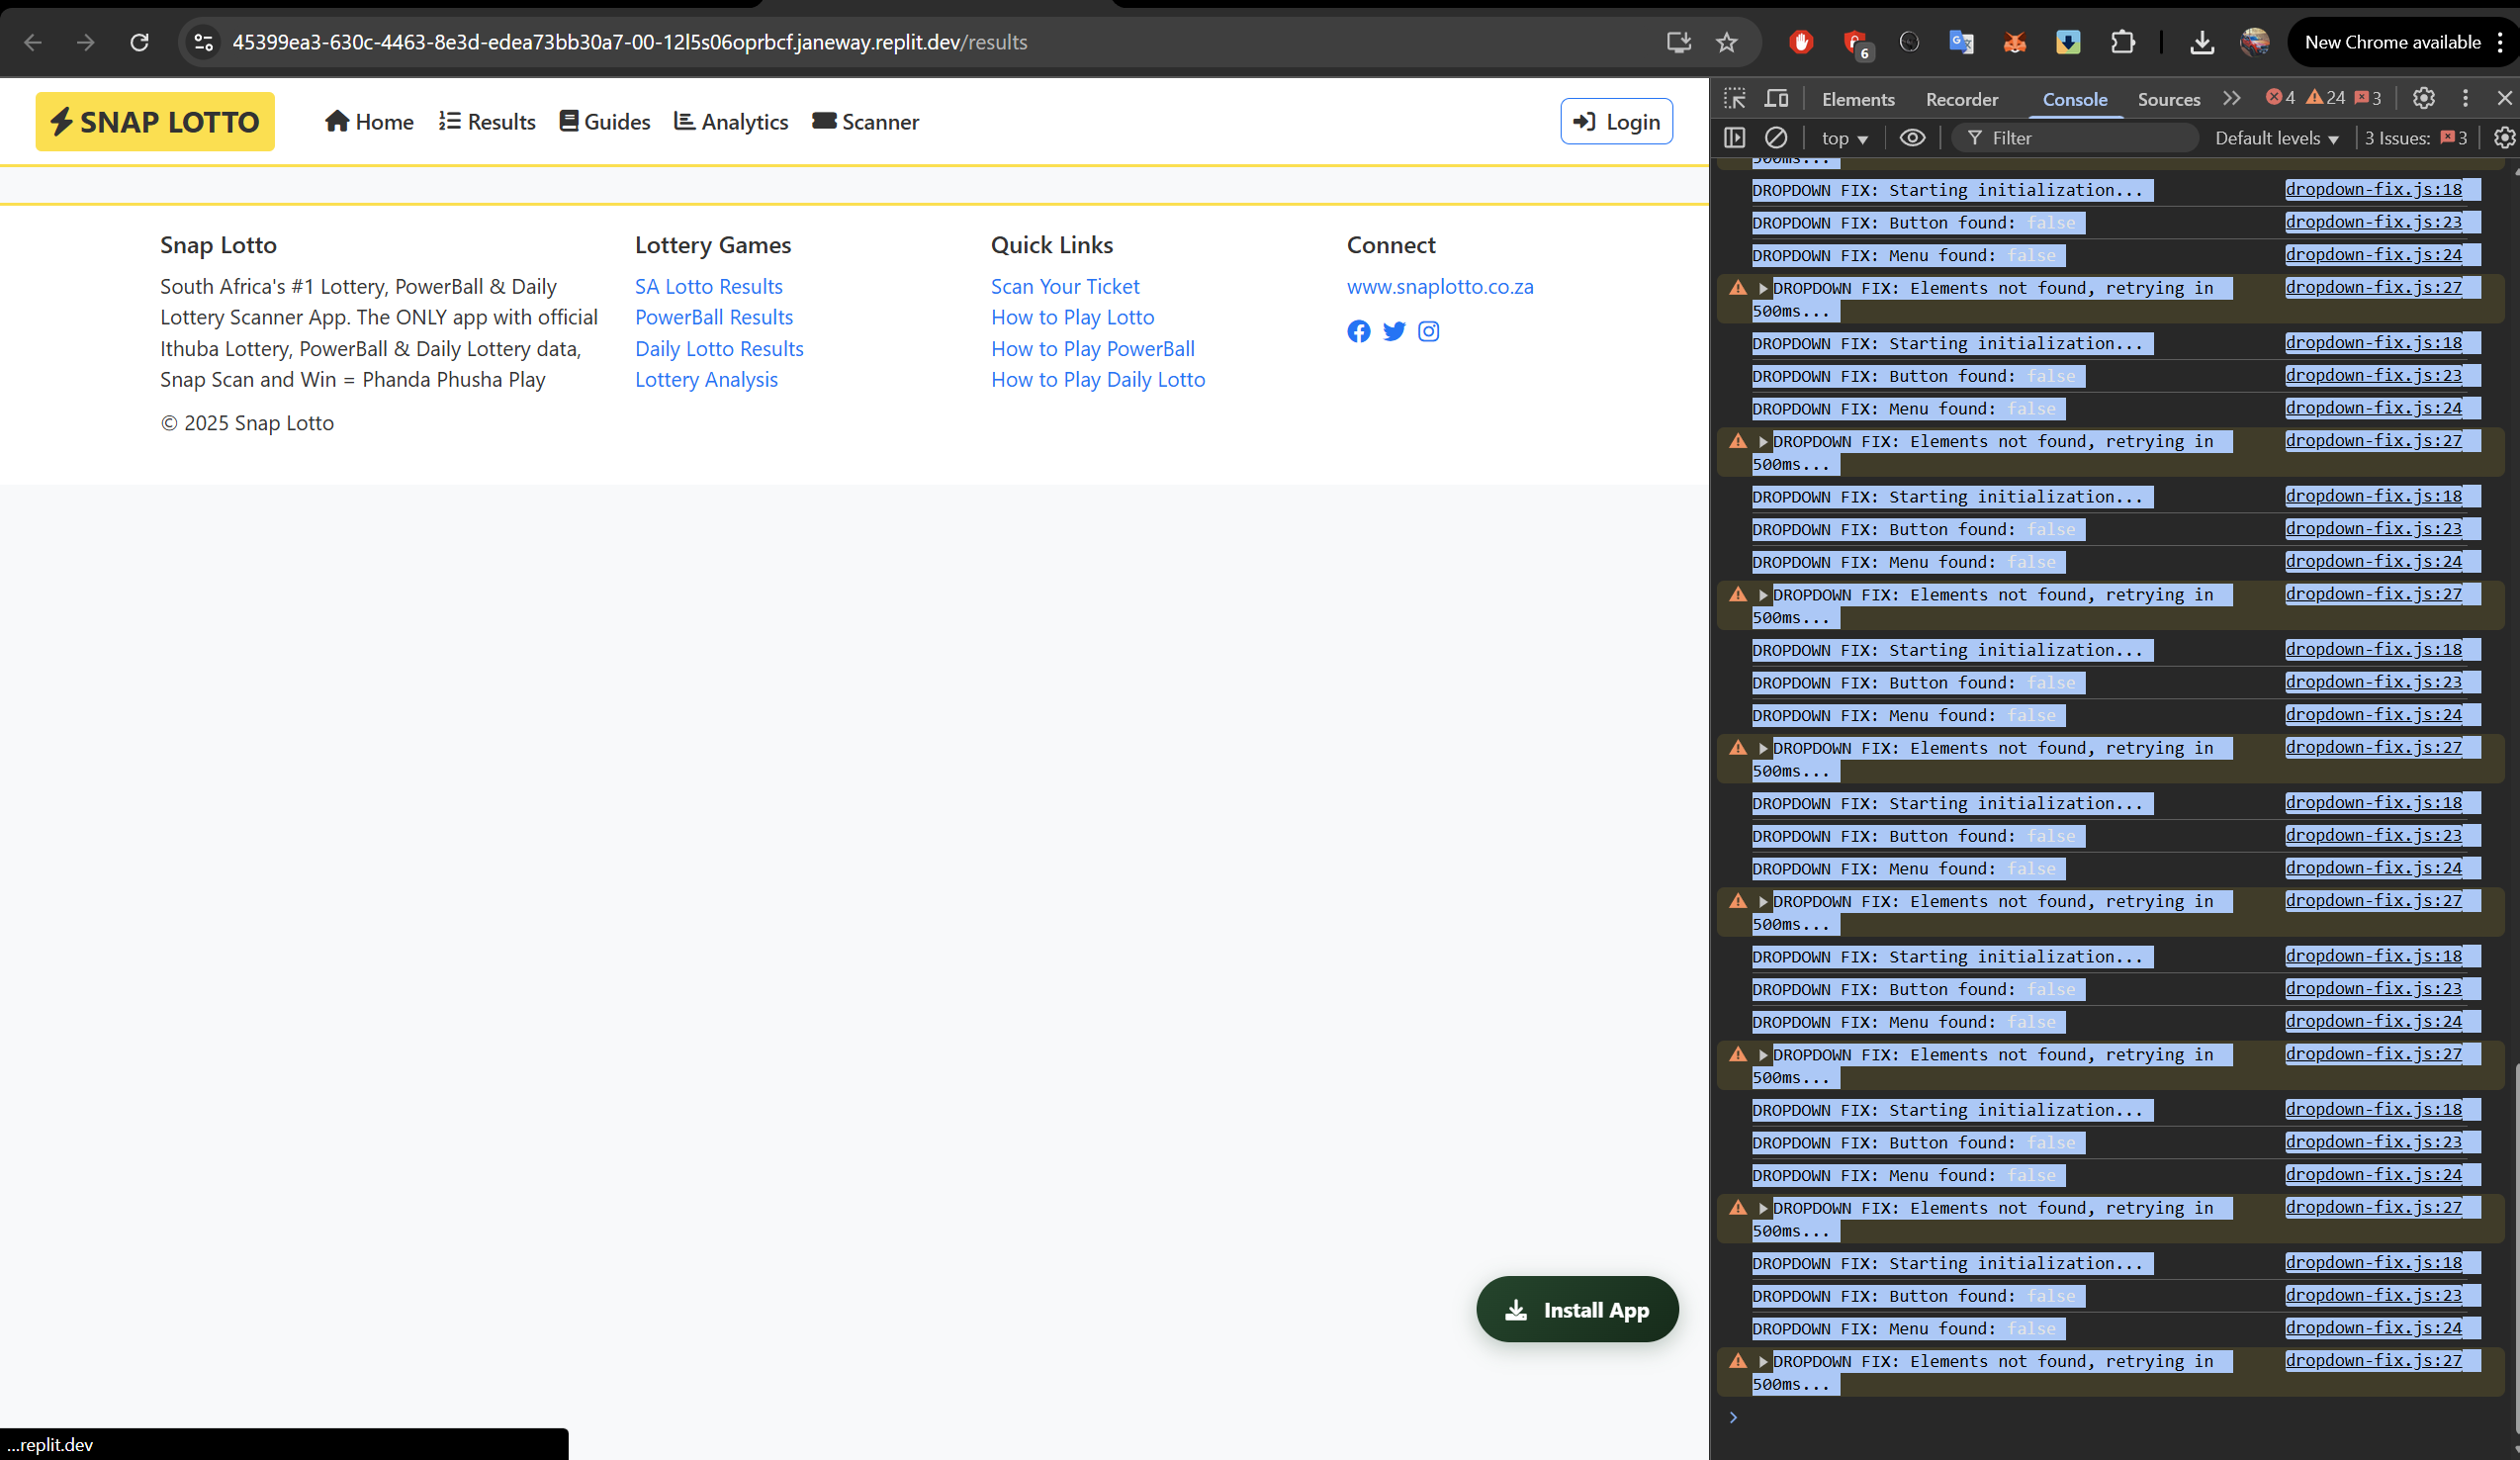 45399ea3-630c-4463-8e3d-edea73bb30a7-00-12l5s06oprbcf.janeway.replit.dev/results
6
New Chrome available
SNAP LOTTO
Home
Results
Guides
Analytics
Scanner
Login
Snap Lotto
South Africa's #1 Lottery, PowerBall & Daily
Lottery Scanner App. The ONLY app with official
Ithuba Lottery, PowerBall & Daily Lottery data,
Snap Scan and Win = Phanda Phusha Play
© 2025 Snap Lotto
Lottery Games
SA Lotto Results
PowerBall Results
Daily Lotto Results
Lottery Analysis
Quick Links
Scan Your Ticket
How to Play Lotto
How to Play PowerBall
How to Play Daily Lotto
Connect
www.snaplotto.co.za
Install App
...replit.dev
Elements
Recorder
Console
Sources
4
24
3
top
Filter
Default levels
3 Issues:
3
500ms...
DROPDOWN FIX: Starting initialization... dropdown-fix.js:18
DROPDOWN FIX: Button found: false dropdown-fix.js:23
DROPDOWN FIX: Menu found: false dropdown-fix.js:24
DROPDOWN FIX: Elements not found, retrying in dropdown-fix.js:27
500ms...
DROPDOWN FIX: Starting initialization... dropdown-fix.js:18
DROPDOWN FIX: Button found: false dropdown-fix.js:23
DROPDOWN FIX: Menu found: false dropdown-fix.js:24
DROPDOWN FIX: Elements not found, retrying in dropdown-fix.js:27
500ms...
DROPDOWN FIX: Starting initialization... dropdown-fix.js:18
DROPDOWN FIX: Button found: false dropdown-fix.js:23
DROPDOWN FIX: Menu found: false dropdown-fix.js:24
DROPDOWN FIX: Elements not found, retrying in dropdown-fix.js:27
500ms...
DROPDOWN FIX: Starting initialization... dropdown-fix.js:18
DROPDOWN FIX: Button found: false dropdown-fix.js:23
DROPDOWN FIX: Menu found: false dropdown-fix.js:24
DROPDOWN FIX: Elements not found, retrying in dropdown-fix.js:27
500ms...
DROPDOWN FIX: Starting initialization... dropdown-fix.js:18
DROPDOWN FIX: Button found: false dropdown-fix.js:23
DROPDOWN FIX: Menu found: false dropdown-fix.js:24
DROPDOWN FIX: Elements not found, retrying in dropdown-fix.js:27
500ms...
DROPDOWN FIX: Starting initialization... dropdown-fix.js:18
DROPDOWN FIX: Button found: false dropdown-fix.js:23
DROPDOWN FIX: Menu found: false dropdown-fix.js:24
DROPDOWN FIX: Elements not found, retrying in dropdown-fix.js:27
500ms...
DROPDOWN FIX: Starting initialization... dropdown-fix.js:18
DROPDOWN FIX: Button found: false dropdown-fix.js:23
DROPDOWN FIX: Menu found: false dropdown-fix.js:24
DROPDOWN FIX: Elements not found, retrying in dropdown-fix.js:27
500ms...
DROPDOWN FIX: Starting initialization... dropdown-fix.js:18
DROPDOWN FIX: Button found: false dropdown-fix.js:23
DROPDOWN FIX: Menu found: false dropdown-fix.js:24
DROPDOWN FIX: Elements not found, retrying in dropdown-fix.js:27
500ms...